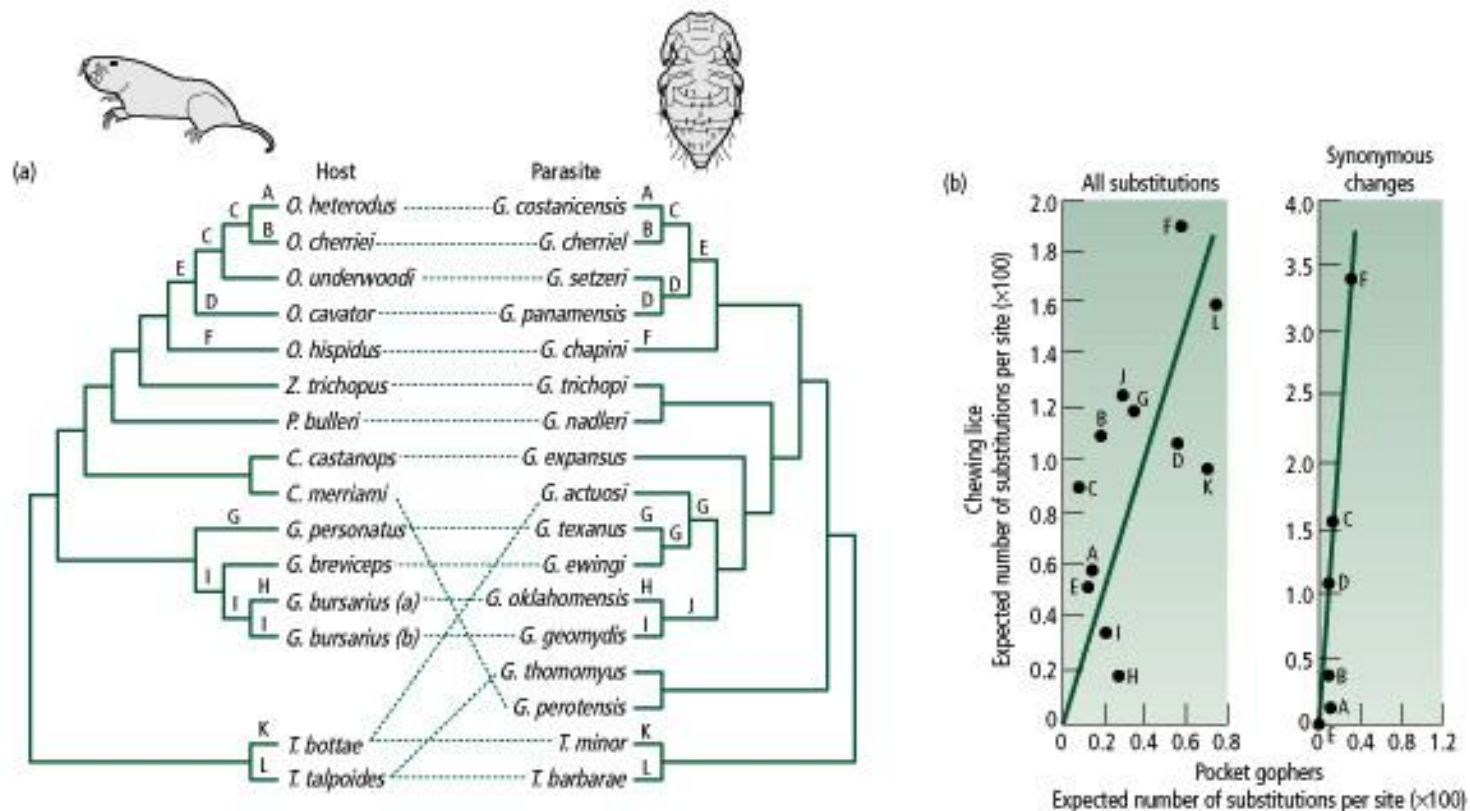 (a)
Host
Parasite
A O. heterodus G. costaricensis A
C C
B O. cherriei G. cherriel B
C E
O. underwoodi G. setzeri
E D
D O. cavator G. panamensis D
F O. hispidus G. chapini F
Z. trichopus G. trichopi
P. bulleri G. nadleri
C. castanops G. expansus
C. merriami G. actuosi
G
G G. personatus G. texanus G
G
G. breviceps G. ewingi
I
H G. bursarius (a) G. oklahomensis H
I J
I G. bursarius (b) G. geomydis I
G. thomomyus
G. perotensis
K T. bottae T. minor K
L T. talpoides T. barbarae L
(b)
All substitutions
Chewing lice
Expected number of substitutions per site (×100)
2.0
1.8
1.6
1.4
1.2
1.0
0.8
0.6
0.4
0.2
0
F
L
J
G
B
D
K
C
A
E
I
H
0 0.2 0.4 0.6 0.8
Synonymous
changes
4.0
3.5
3.0
2.5
2.0
1.5
1.0
0.5
0
F
C
D
B
A
E
0 0.4 0.8 1.2
Pocket gophers
Expected number of substitutions per site (×100)